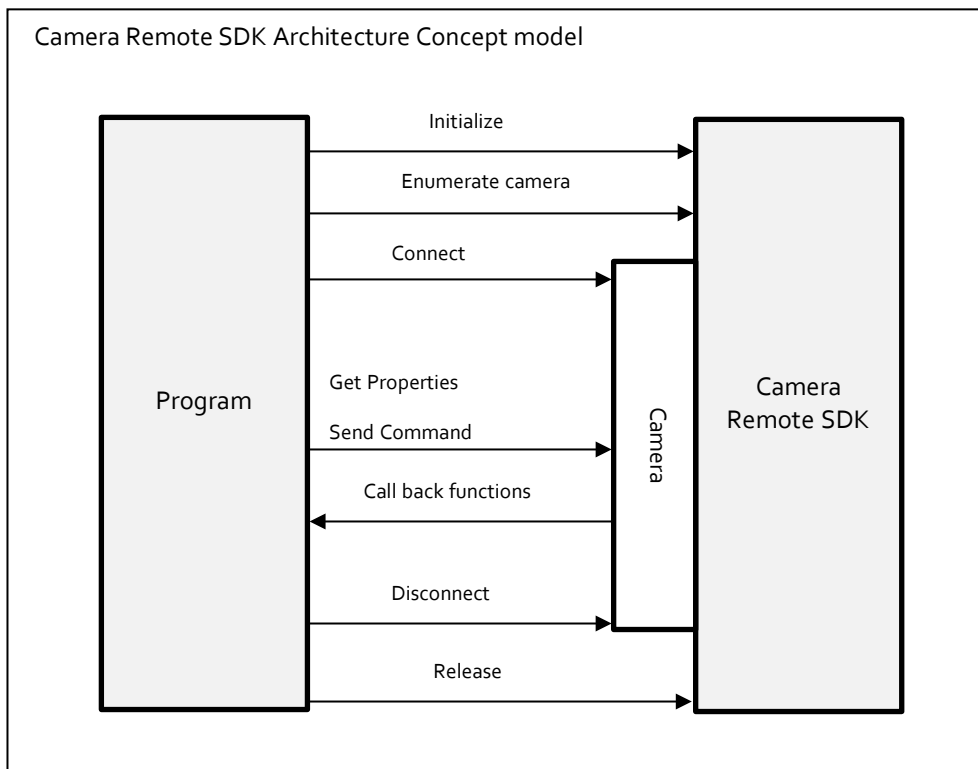 Camera Remote SDK Architecture Concept model
Initialize
Enumerate camera
Connect
Program
Get Properties
Send Command
Call back functions
Disconnect
Release
Camera
Camera
Remote SDK